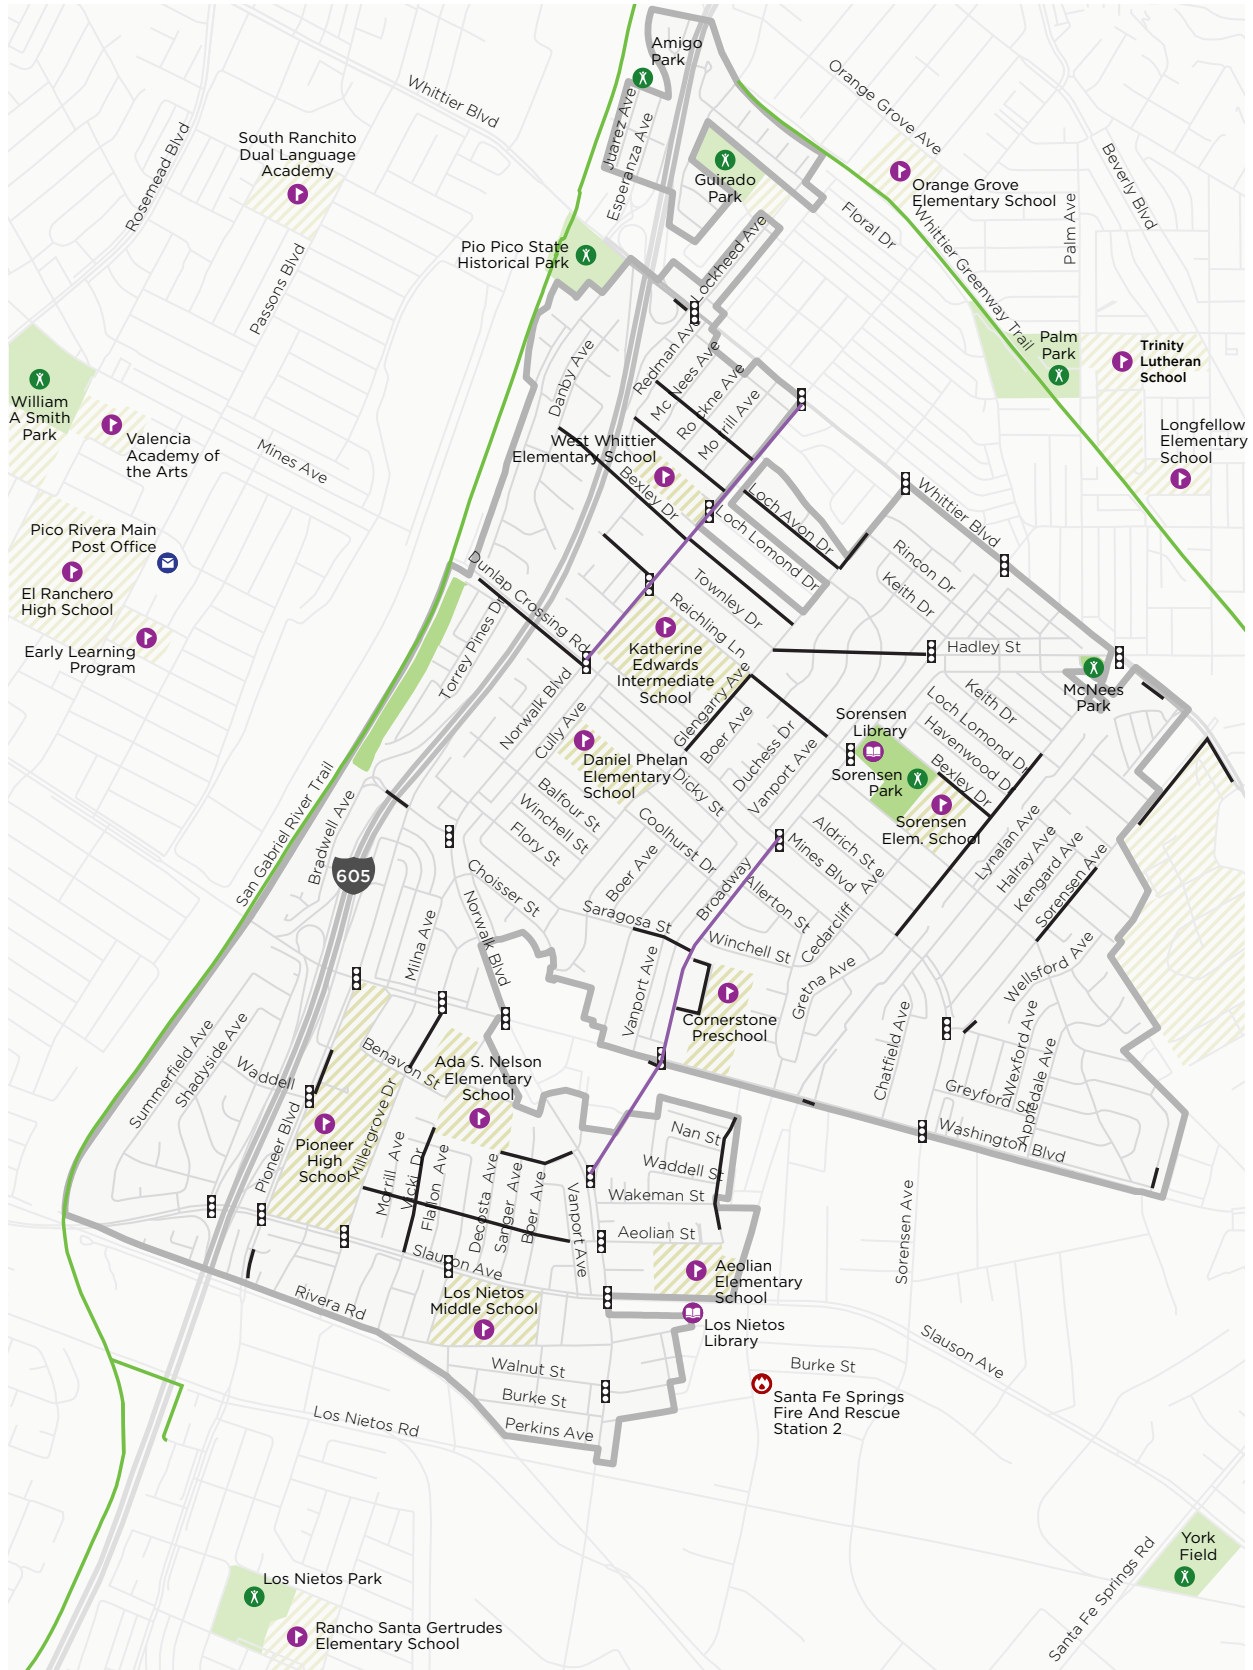 Amigo
Park
Whittier Blvd
Orange Grove Ave
Rosemead Blvd
South Ranchito
Dual Language
Academy
Juarez Ave
Esperanza Ave
Guirado
Park
Orange Grove
Elementary School
Beverly Blvd
Palm Ave
Floral Dr
Whittier Greenway Trail
Pio Pico State
Historical Park
Passons Blvd
Lockheed Ave
Palm
Park
Trinity
Lutheran
School
William
A Smith
Park
Valencia
Academy of
the Arts
Mines Ave
Danby Ave
Redman Ave
Mc Nees Ave
Ro kne Ave
Mo rill Ave
West Whittier
Elementary School
Bexley Dr
Loch Avon Dr
Loch Lomond Dr
Whittier Blvd
Longfellow
Elementary
School
Pico Rivera Main
Post Office
El Ranchero
High School
Early Learning
Program
Dunlap Crossing Rd
Torrey Pines Dr
Townley Dr
Reichling Ln
Rincon Dr
Keith Dr
Hadley St
Katherine
Edwards
Intermediate
School
McNees
Park
Norwalk Blvd
Cully Ave
Glengarry Ave
Boer Ave
Duchess Dr
Vanport Ave
Sorensen
Library
Sorensen
Park
Sorensen
Elem. School
Keith Dr
Loch Lomond Dr
Havenwood Dr
Bexley Dr
Daniel Phelan
Elementary
School
Dicky St
Balfour St
Winchell St
Flory St
Coolhurst Dr
Boer Ave
San Gabriel River Trail
Bradwell Ave
605
Choisser St
Norwalk Blvd
Saragosa St
Broadway
Mines Blvd
Aldrich St
Allerton St
Cedarcliff Ave
Lynalan Ave
Halray Ave
Kengard Ave
Sorensen Ave
Milna Ave
Vanport Ave
Winchell St
Gretna Ave
Wellsford Ave
Cornerstone
Preschool
Chatfield Ave
Wexford Ave
Appledale Ave
Greyford St
Washington Blvd
Summerfield Ave
Shadyside Ave
Waddell
Benavon St
Ada S. Nelson
Elementary
School
Pioneer Blvd
Pioneer
High
School
Millergrove Dr
Morrill Ave
Vicki Dr
Flallon Ave
Decosta Ave
Sanger Ave
Boer Ave
Vanport Ave
Nan St
Waddell St
Wakeman St
Aeolian St
Slauson Ave
Aeolian
Elementary
School
Sorensen Ave
Rivera Rd
Los Nietos
Middle School
Los Nietos
Library
Walnut St
Burke St
Perkins Ave
Burke St
Slauson Ave
Santa Fe Springs
Fire And Rescue
Station 2
Los Nietos Rd
Los Nietos Park
Rancho Santa Gertrudes
Elementary School
York
Field
Santa Fe Springs Rd